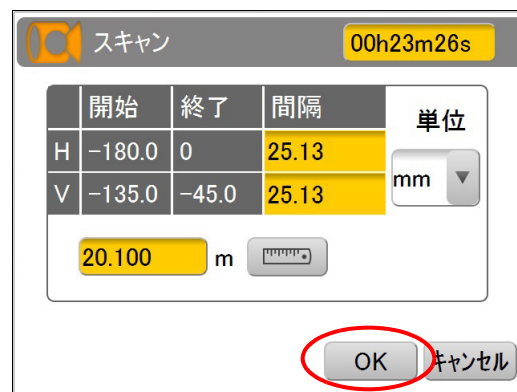 スキャン 00h23m26s
開始 終了 間隔 単位
H -180.0 0 25.13
mm
V -135.0 -45.0 25.13
20.100 m
OK キャンセル